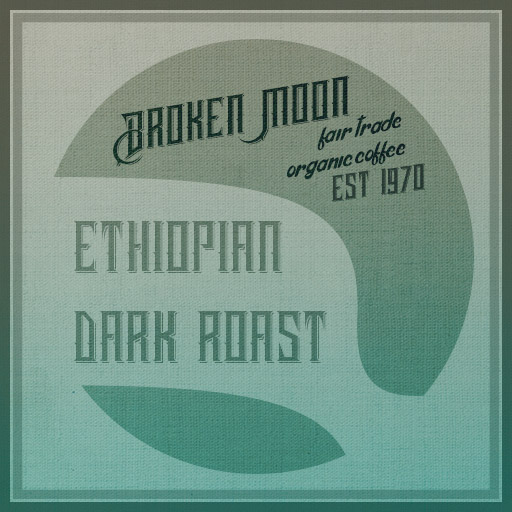 Broken Moon
fair trade
organic coffee
EST 1970
ETHIOPIAN
DARK ROAST